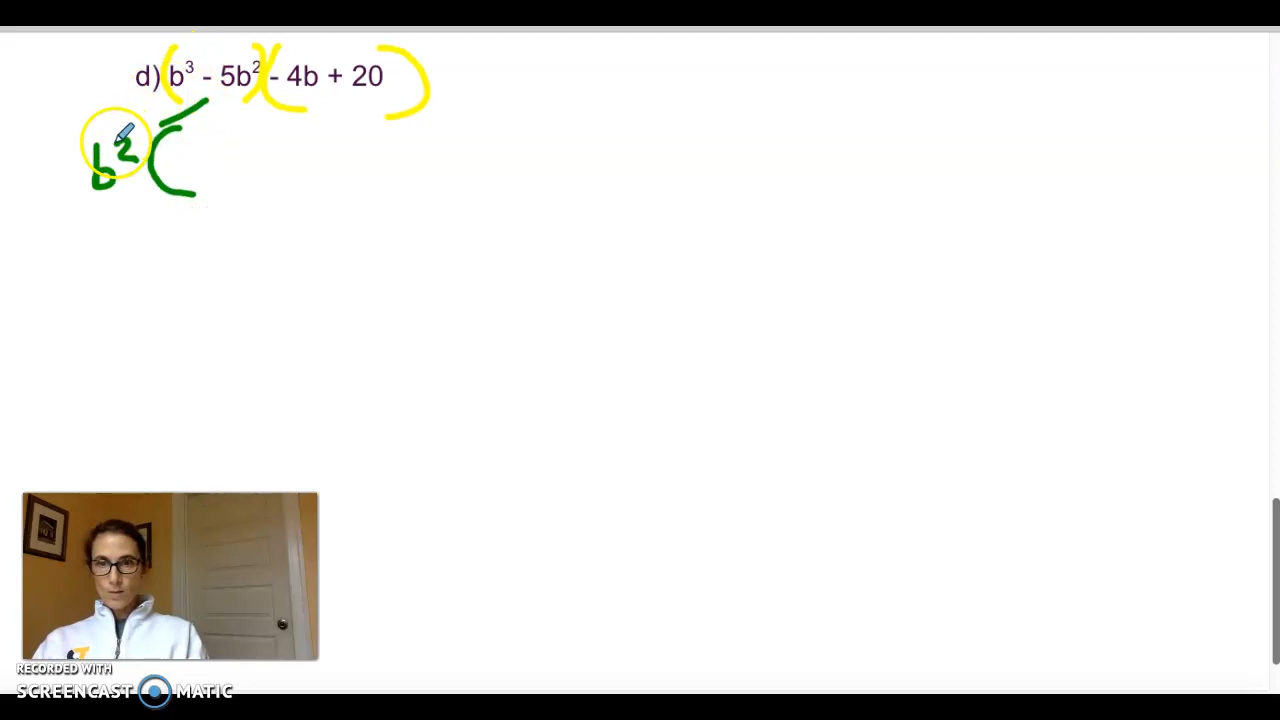 d) (b³ - 5b²)(- 4b + 20)
b² (
RECORDED WITH
SCREENCAST MATIC